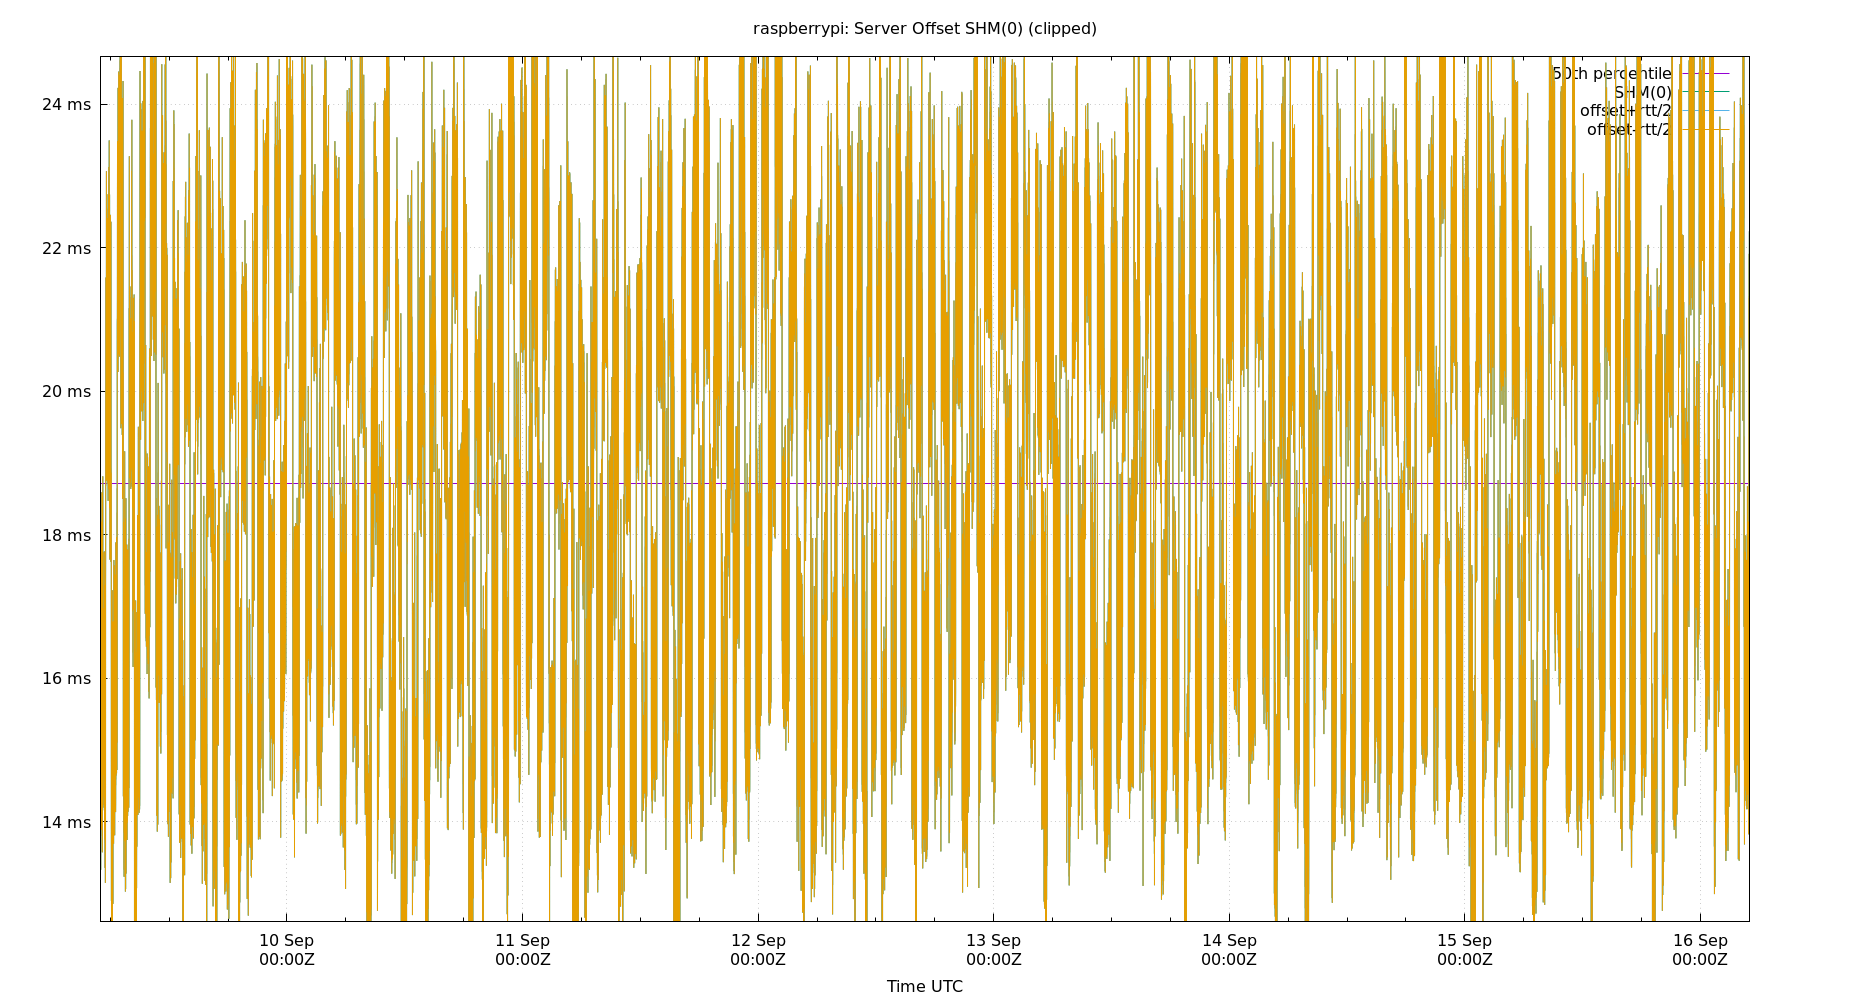 raspberrypi: Server Offset SHM(0) (clipped)
50th percentile
SHM(0)
offset+rtt/2
offset-rtt/2
24 ms
22 ms
20 ms
18 ms
16 ms
14 ms
10 Sep
00:00Z
11 Sep
00:00Z
12 Sep
00:00Z
13 Sep
00:00Z
14 Sep
00:00Z
15 Sep
00:00Z
16 Sep
00:00Z
Time UTC